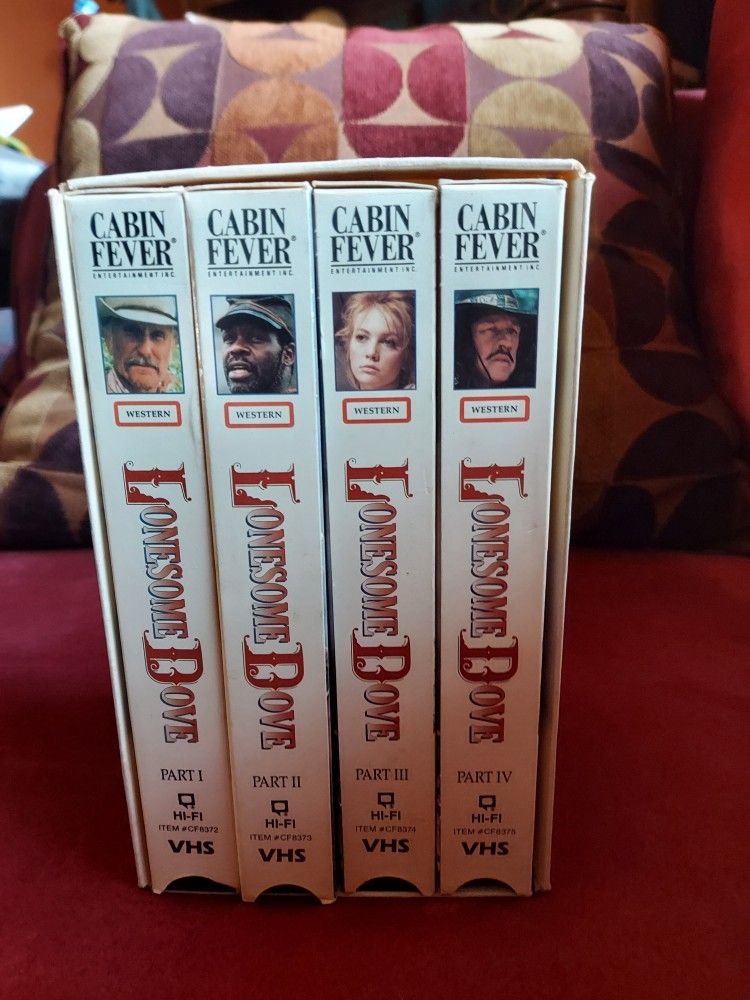 CABIN
FEVER®
ENTERTAINMENT INC.
WESTERN
LONESOME DOVE
PART I
HI-FI
ITEM #CF8372
VHS
CABIN
FEVER®
ENTERTAINMENT INC.
WESTERN
LONESOME DOVE
PART II
HI-FI
ITEM #CF8373
VHS
CABIN
FEVER®
ENTERTAINMENT INC.
WESTERN
LONESOME DOVE
PART III
HI-FI
ITEM #CF8374
VHS
CABIN
FEVER®
ENTERTAINMENT INC.
WESTERN
LONESOME DOVE
PART IV
HI-FI
ITEM #CF8375
VHS